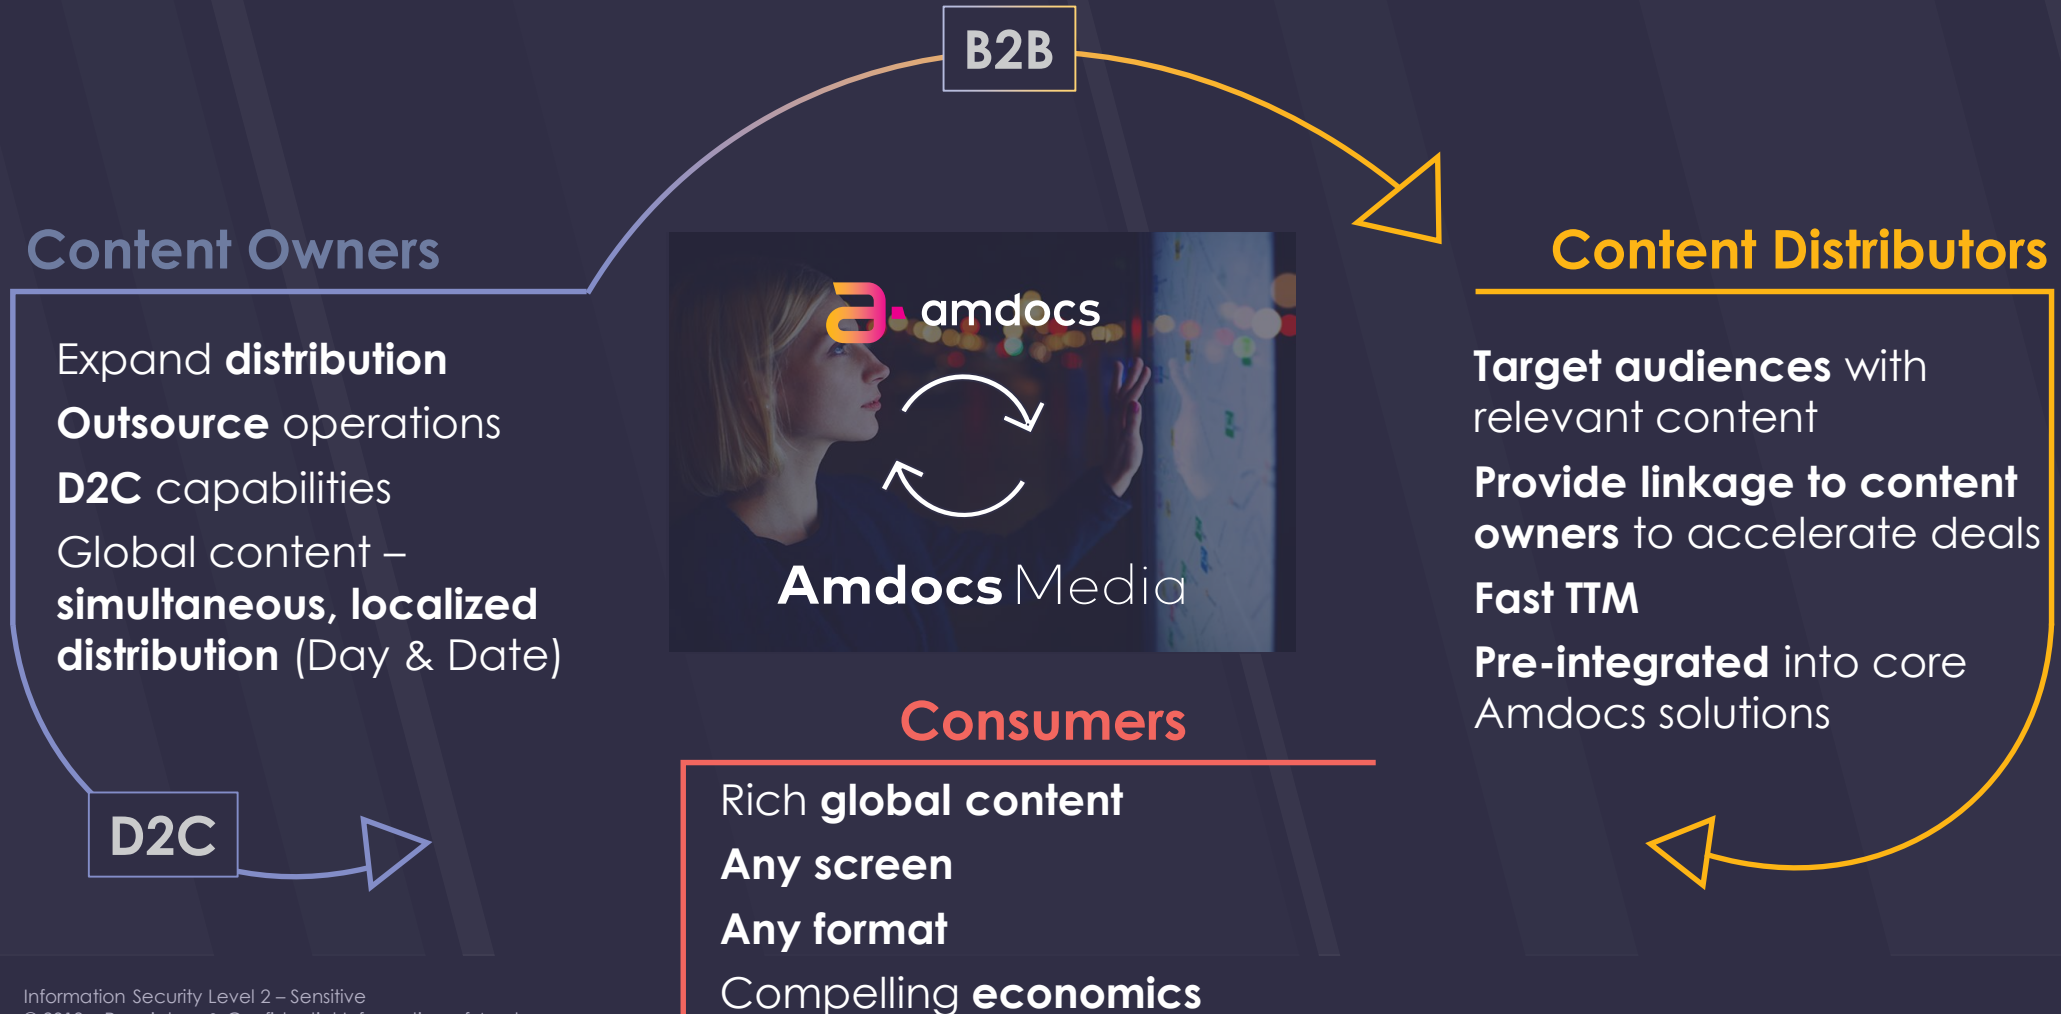 B2B
Content Owners
Expand distribution
Outsource operations
D2C capabilities
Global content –
simultaneous, localized
distribution (Day & Date)
D2C
amdocs
Amdocs Media
Content Distributors
Target audiences with
relevant content
Provide linkage to content
owners to accelerate deals
Fast TTM
Pre-integrated into core
Amdocs solutions
Consumers
Rich global content
Any screen
Any format
Compelling economics
Information Security Level 2 – Sensitive